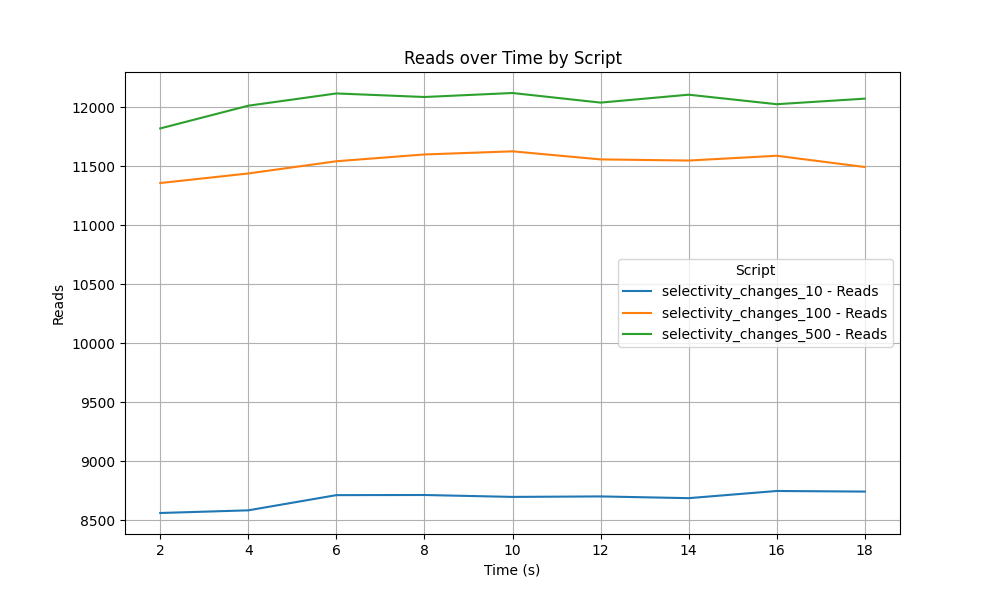 Reads over Time by Script
Reads
12000
11500
11000
10500
10000
9500
9000
8500
Script
selectivity_changes_10 - Reads
selectivity_changes_100 - Reads
selectivity_changes_500 - Reads
2 4 6 8 10 12 14 16 18
Time (s)